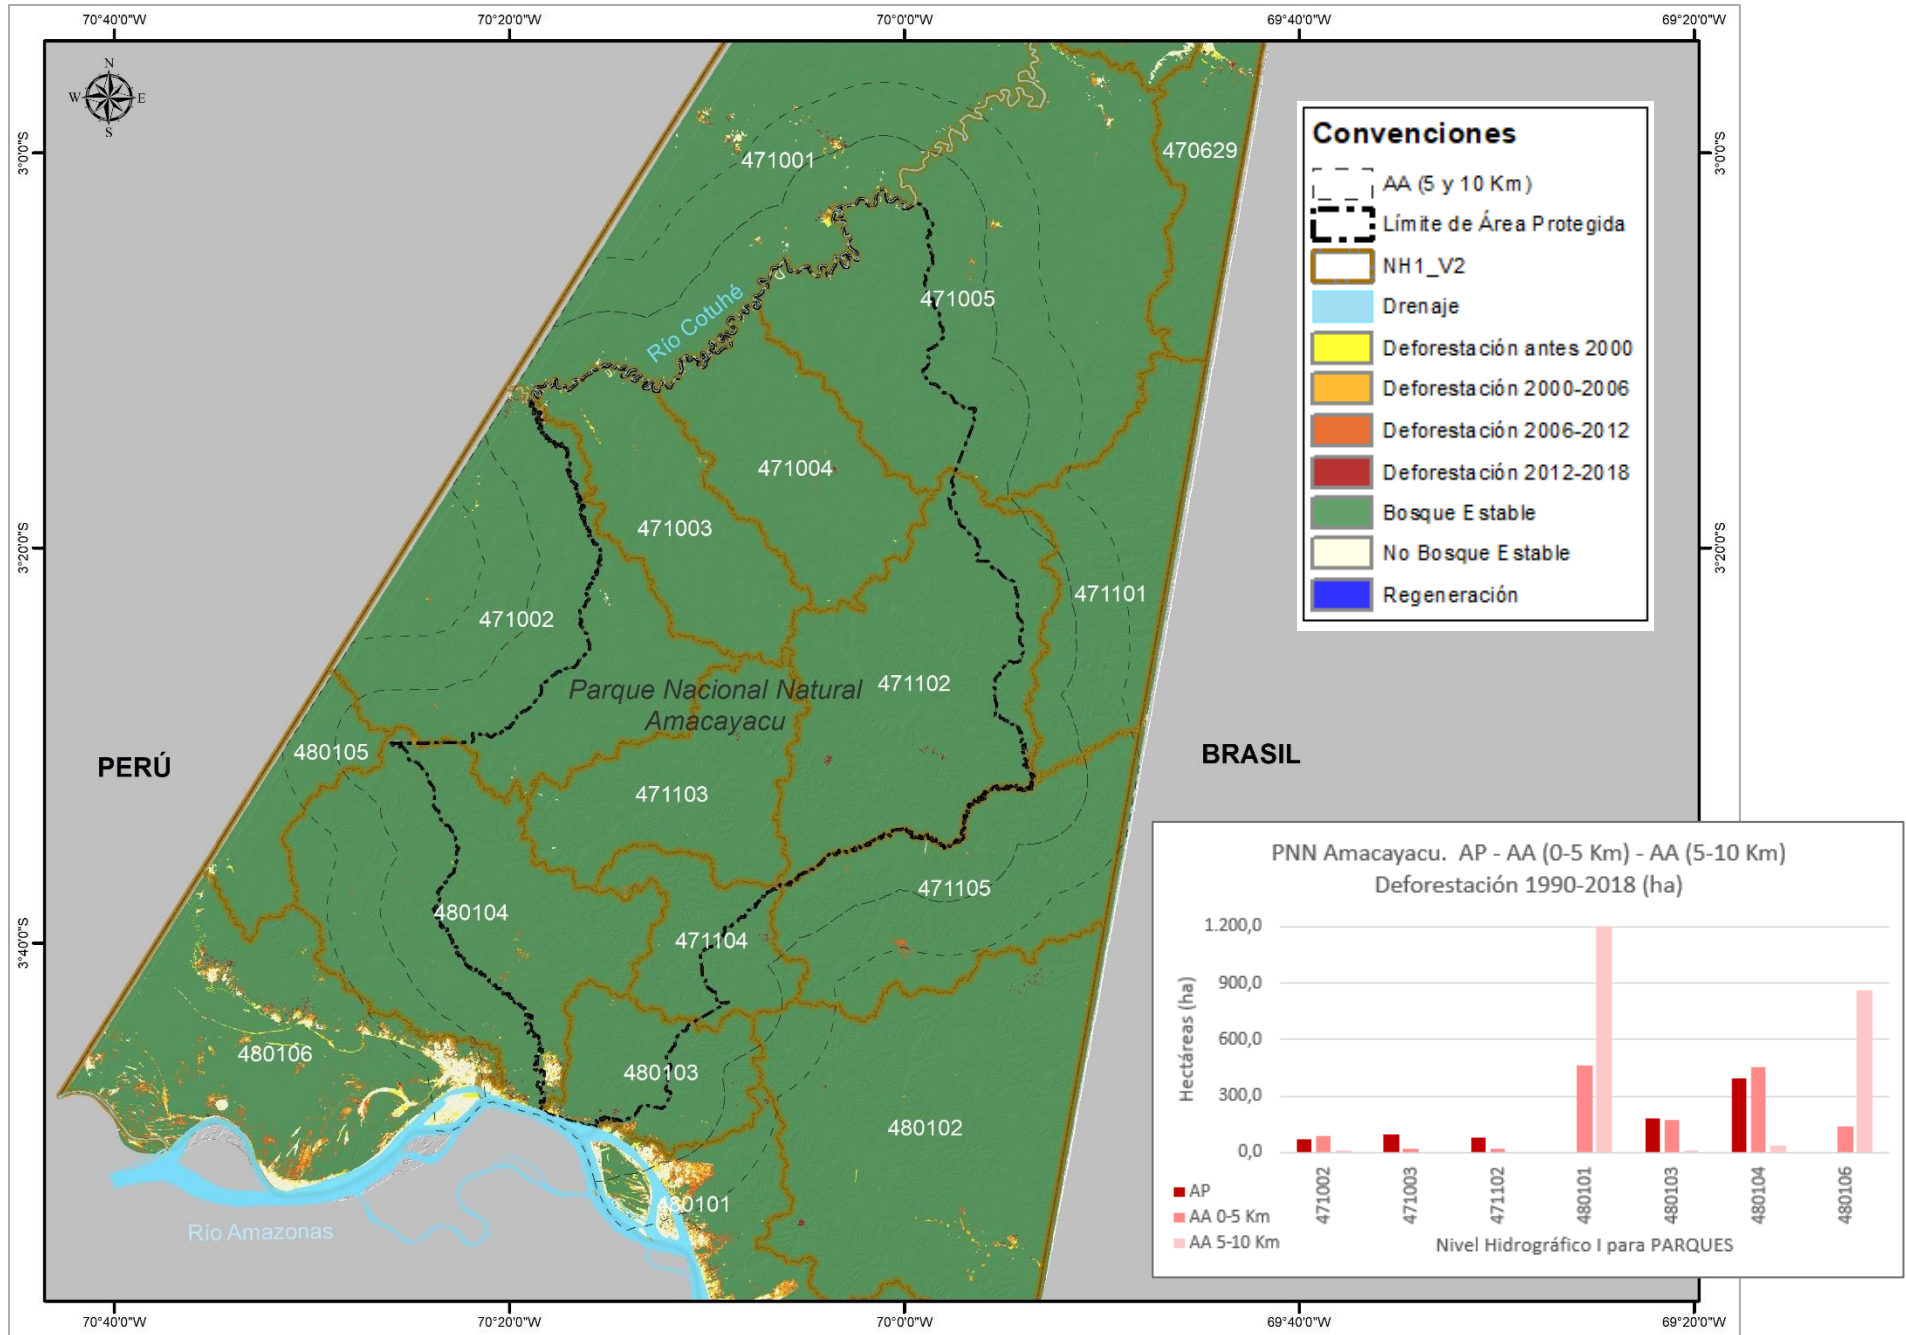 70°40'0"W
70°20'0"W
70°0'0"W
69°40'0"W
69°20'0"W
N
W E
S
3°0'0"S
3°0'0"S
3°20'0"S
3°20'0"S
3°40'0"S
471001
470629
Río Cotuhé
471005
471004
471003
471101
471002
Parque Nacional Natural
Amacayacu
471102
480105
PERÚ
BRASIL
471103
471105
480104
471104
480106
480103
480102
480101
Río Amazonas
Convenciones
AA (5 y 10 Km)
Límite de Área Protegida
NH1_V2
Drenaje
Deforestación antes 2000
Deforestación 2000-2006
Deforestación 2006-2012
Deforestación 2012-2018
Bosque Estable
No Bosque Estable
Regeneración
PNN Amacayacu. AP - AA (0-5 Km) - AA (5-10 Km)
Deforestación 1990-2018 (ha)
Hectáreas (ha)
1.200,0
900,0
600,0
300,0
0,0
471002
471003
471102
480101
480103
480104
480106
AP
AA 0-5 Km
AA 5-10 Km
Nivel Hidrográfico I para PARQUES
70°40'0"W
70°20'0"W
70°0'0"W
69°40'0"W
69°20'0"W